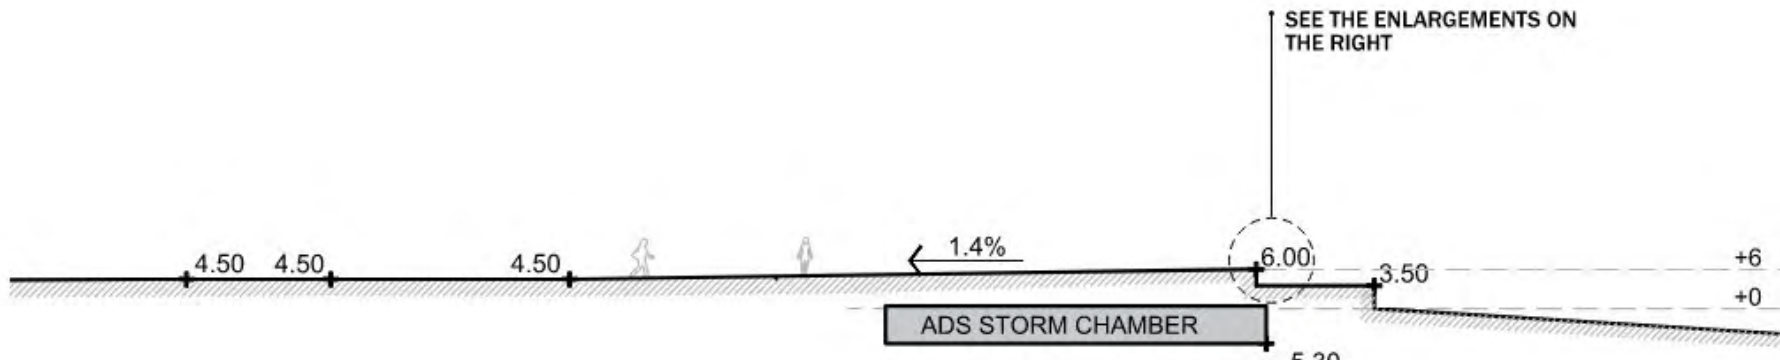 SEE THE ENLARGEMENTS ON
THE RIGHT
4.50 4.50 4.50 1.4% 6.00 3.50 +6
+0
ADS STORM CHAMBER